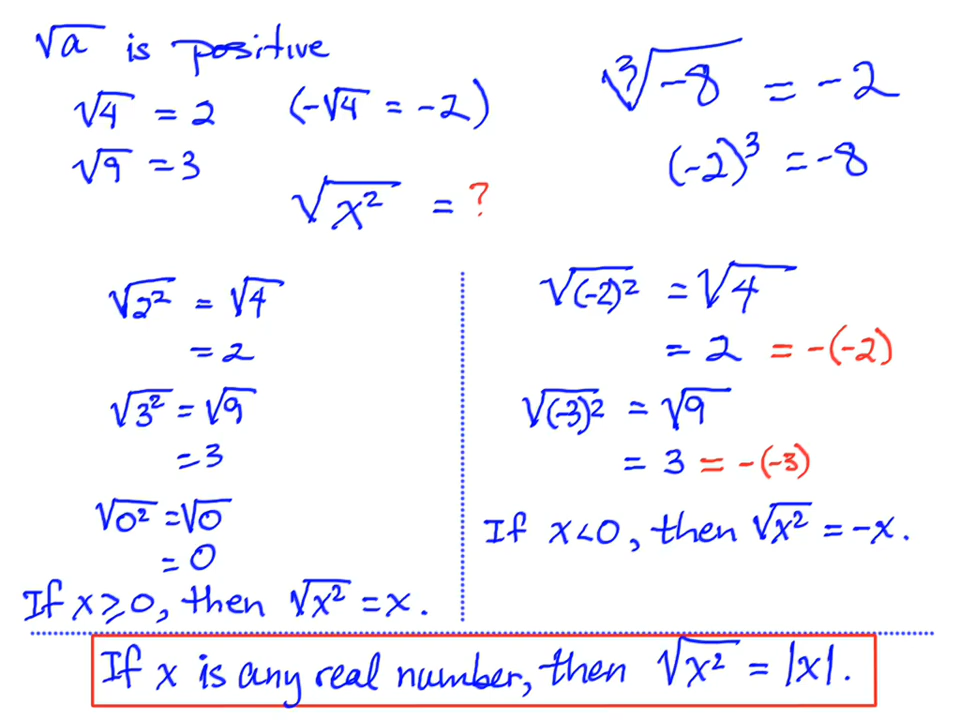 √a is positive
√4 = 2 (-√4 = -2)
√9 = 3
√x² = ?
∛-8 = -2
(-2)³ = -8
√2² = √4
= 2
√3² = √9
= 3
√0² = √0
= 0
If x ≥ 0, then √x² = x.
√(-2)² = √4
= 2 = -(-2)
√(-3)² = √9
= 3 = -(-3)
If x < 0, then √x² = -x.
If x is any real number, then √x² = |x|.